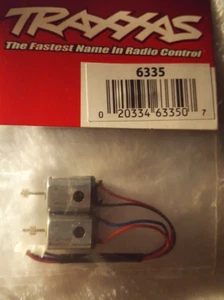 TRAXXAS
The Fastest Name In Radio Control
6335
0 20334 63350 7